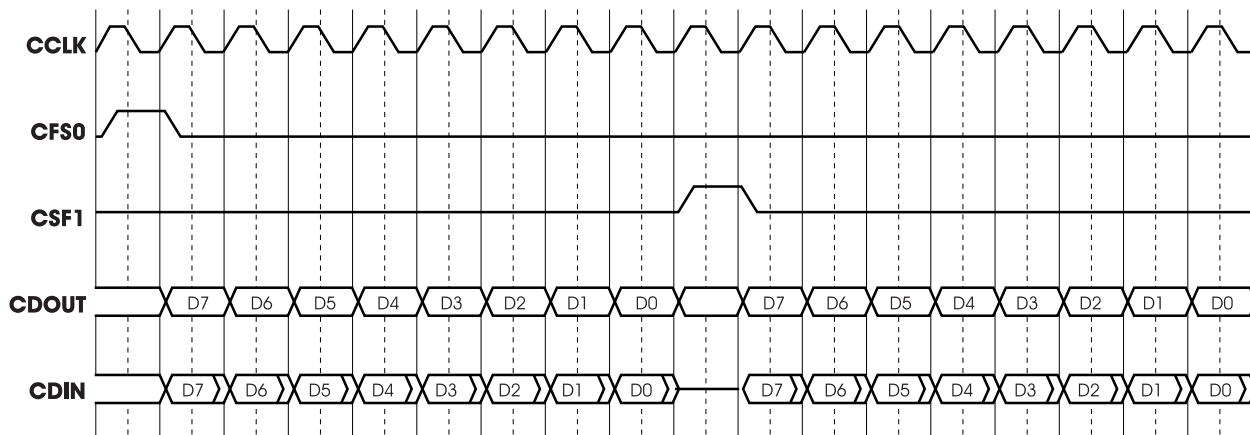 CCLK
CFS0
CSF1
CDOUT D7 D6 D5 D4 D3 D2 D1 D0 D7 D6 D5 D4 D3 D2 D1 D0
CDIN D7 D6 D5 D4 D3 D2 D1 D0 D7 D6 D5 D4 D3 D2 D1 D0